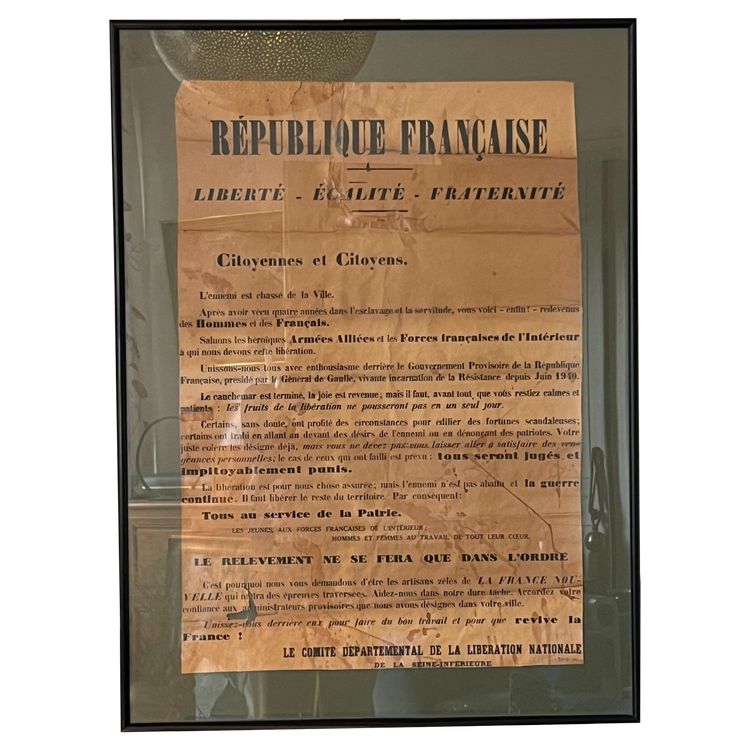 RÉPUBLIQUE FRANÇAISE
LIBERTÉ - ÉGALITÉ - FRATERNITÉ
Citoyennes et Citoyens.
L'ennemi est chassé de la Ville.
Après avoir vécu quatre années dans l'esclavage et la servitude, vous voici - enfin! - redevenus
des Hommes et des Français.
Saluons les héroïques Armées Alliées et les Forces françaises de l'Intérieur
à qui nous devons cette libération.
Unissons-nous tous avec enthousiasme derrière le Gouvernement Provisoire de la République
Française, présidé par le Général de Gaulle, vivante incarnation de la Résistance depuis Juin 1940.
Le cauchemar est terminé, la joie est revenue; mais il faut, avant tout, que vous restiez calmes et
patients : les fruits de la libération ne pousseront pas en un seul jour.
Certains, sans doute, ont profité des circonstances pour édifier des fortunes scandaleuses;
certains ont trahi en allant au devant des désirs de l'ennemi ou en dénonçant des patriotes. Votre
juste colère les désigne déjà, mais vous ne devez pas vous laisser aller à satisfaire des ven-
geances personnelles; le cas de ceux qui ont failli est prévu : tous seront jugés et
impitoyablement punis.
La libération est pour nous chose assurée; mais l'ennemi n'est pas abattu et la guerre
continue. Il faut libérer le reste du territoire. Par conséquent:
Tous au service de la Patrie.
LES JEUNES, AUX FORCES FRANÇAISES DE L'INTÉRIEUR;
HOMMES ET FEMMES AU TRAVAIL DE TOUT LEUR CŒUR.
LE RELEVEMENT NE SE FERA QUE DANS L'ORDRE
C'est pourquoi nous vous demandons d'être les artisans zélés de LA FRANCE NOU-
VELLE qui naîtra des épreuves traversées. Aidez-nous dans notre dure tâche. Accordez votre
confiance aux administrateurs provisoires que nous avons désignés dans votre ville.
Unissez-vous derrière eux pour faire du bon travail et pour que revive la
France !
LE COMITÉ DÉPARTEMENTAL DE LA LIBÉRATION NATIONALE
DE LA SEINE-INFÉRIEURE